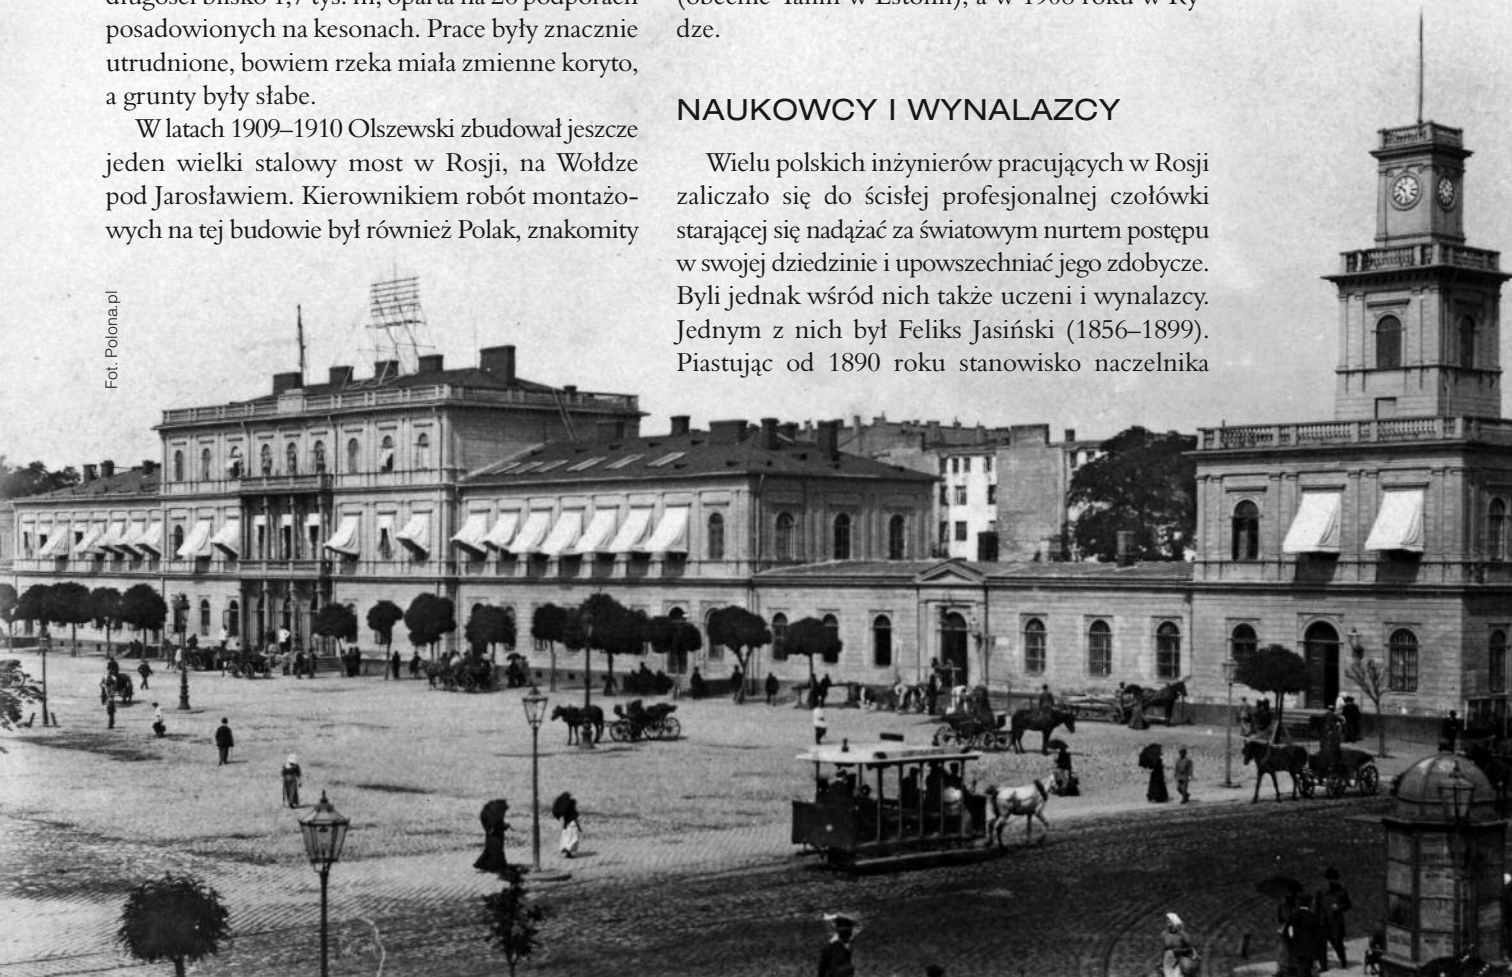 posadowionych na kesonach. Prace były znacznie
utrudnione, bowiem rzeka miała zmienne koryto,
a grunty były słabe.
W latach 1909–1910 Olszewski zbudował jeszcze
jeden wielki stalowy most w Rosji, na Wołdze
pod Jarosławiem. Kierownikiem robót montażo-
wych na tej budowie był również Polak, znakomity
dze.
NAUKOWCY I WYNALAZCY
Wielu polskich inżynierów pracujących w Rosji
zaliczało się do ścisłej profesjonalnej czołówki
starającej się nadążać za światowym nurtem postępu
w swojej dziedzinie i upowszechniać jego zdobycze.
Byli jednak wśród nich także uczeni i wynalazcy.
Jednym z nich był Feliks Jasiński (1856–1899).
Piastując od 1890 roku stanowisko naczelnika
Fot. Polona.pl